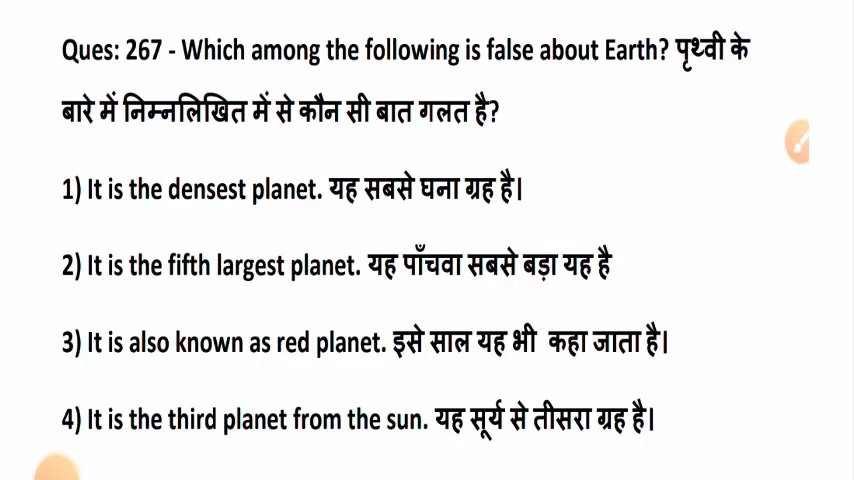 Ques: 267 - Which among the following is false about Earth? पृथ्वी के
बारे में निम्नलिखित में से कौन सी बात गलत है?
1) It is the densest planet. यह सबसे घना ग्रह है।
2) It is the fifth largest planet. यह पाँचवा सबसे बड़ा यह है
3) It is also known as red planet. इसे साल यह भी कहा जाता है।
4) It is the third planet from the sun. यह सूर्य से तीसरा ग्रह है।